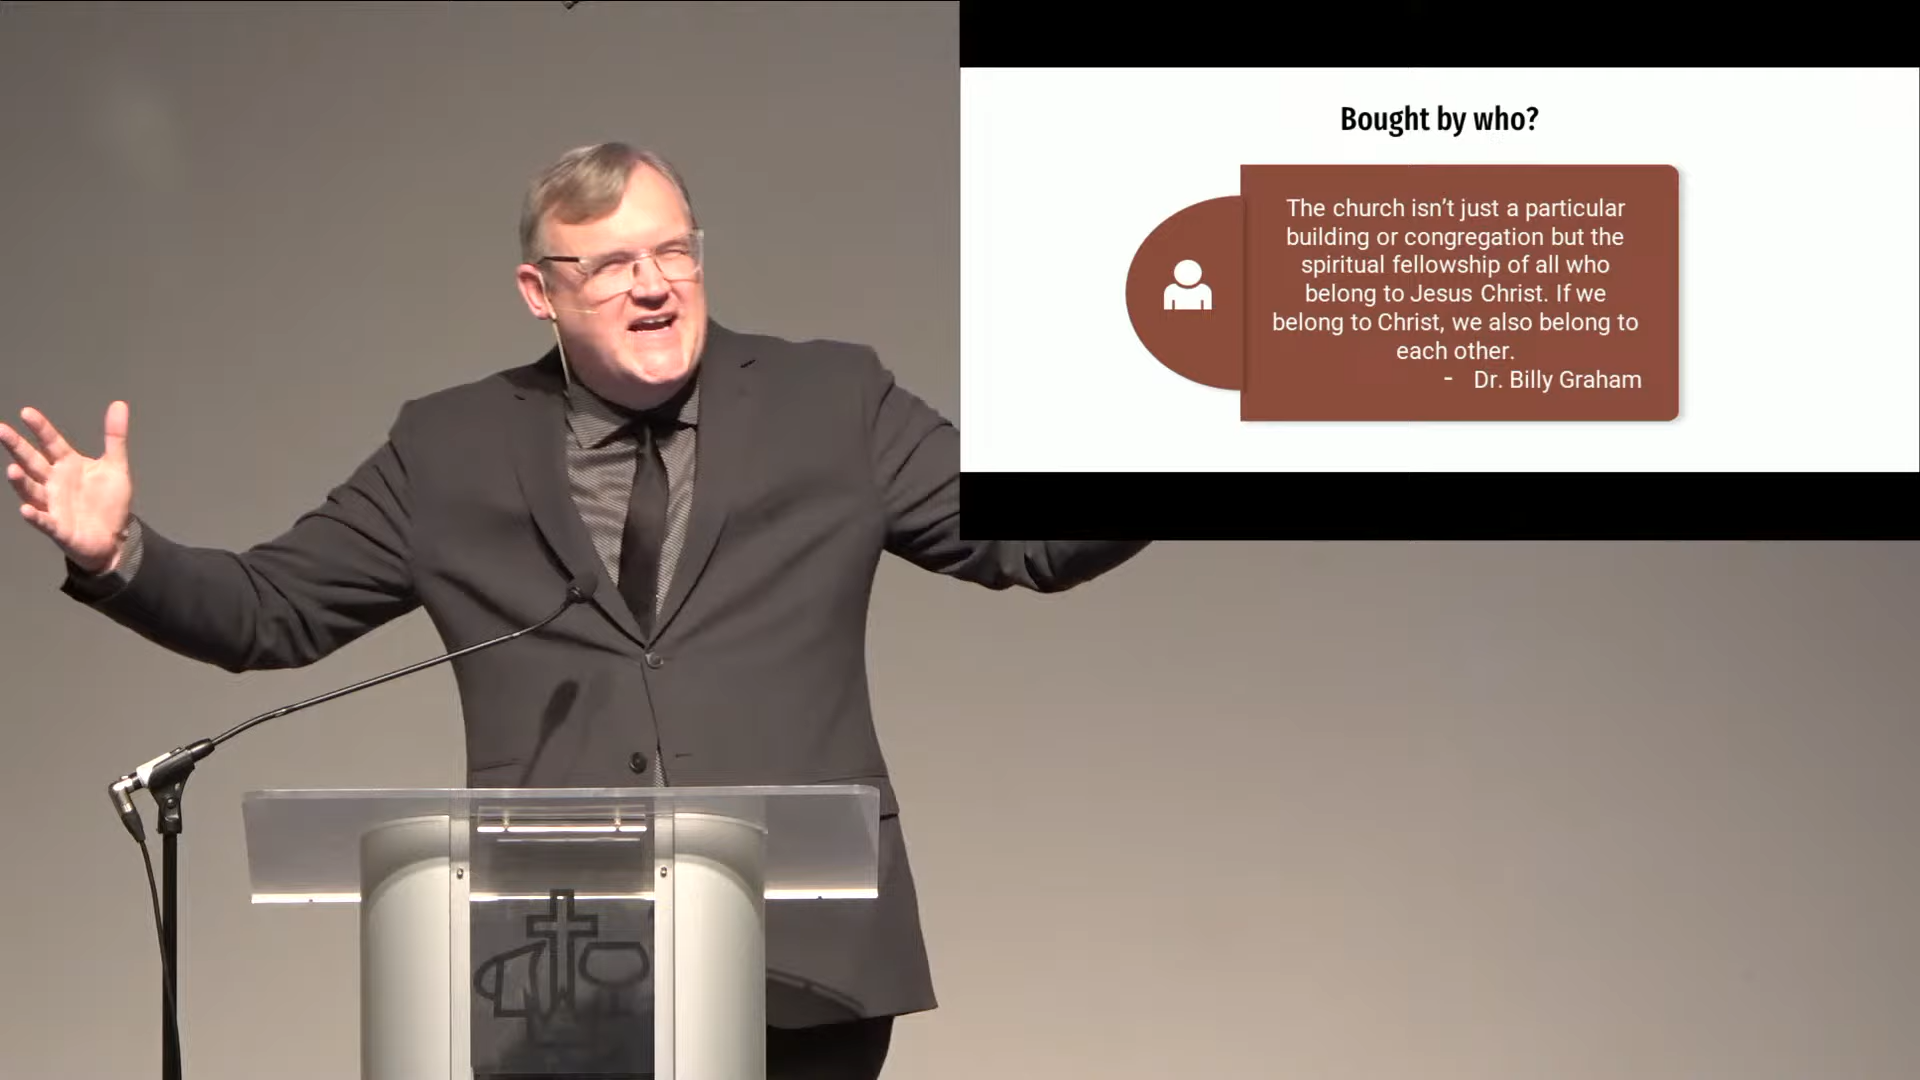 Bought by who?
The church isn’t just a particular
building or congregation but the
spiritual fellowship of all who
belong to Jesus Christ. If we
belong to Christ, we also belong to
each other.
- Dr. Billy Graham